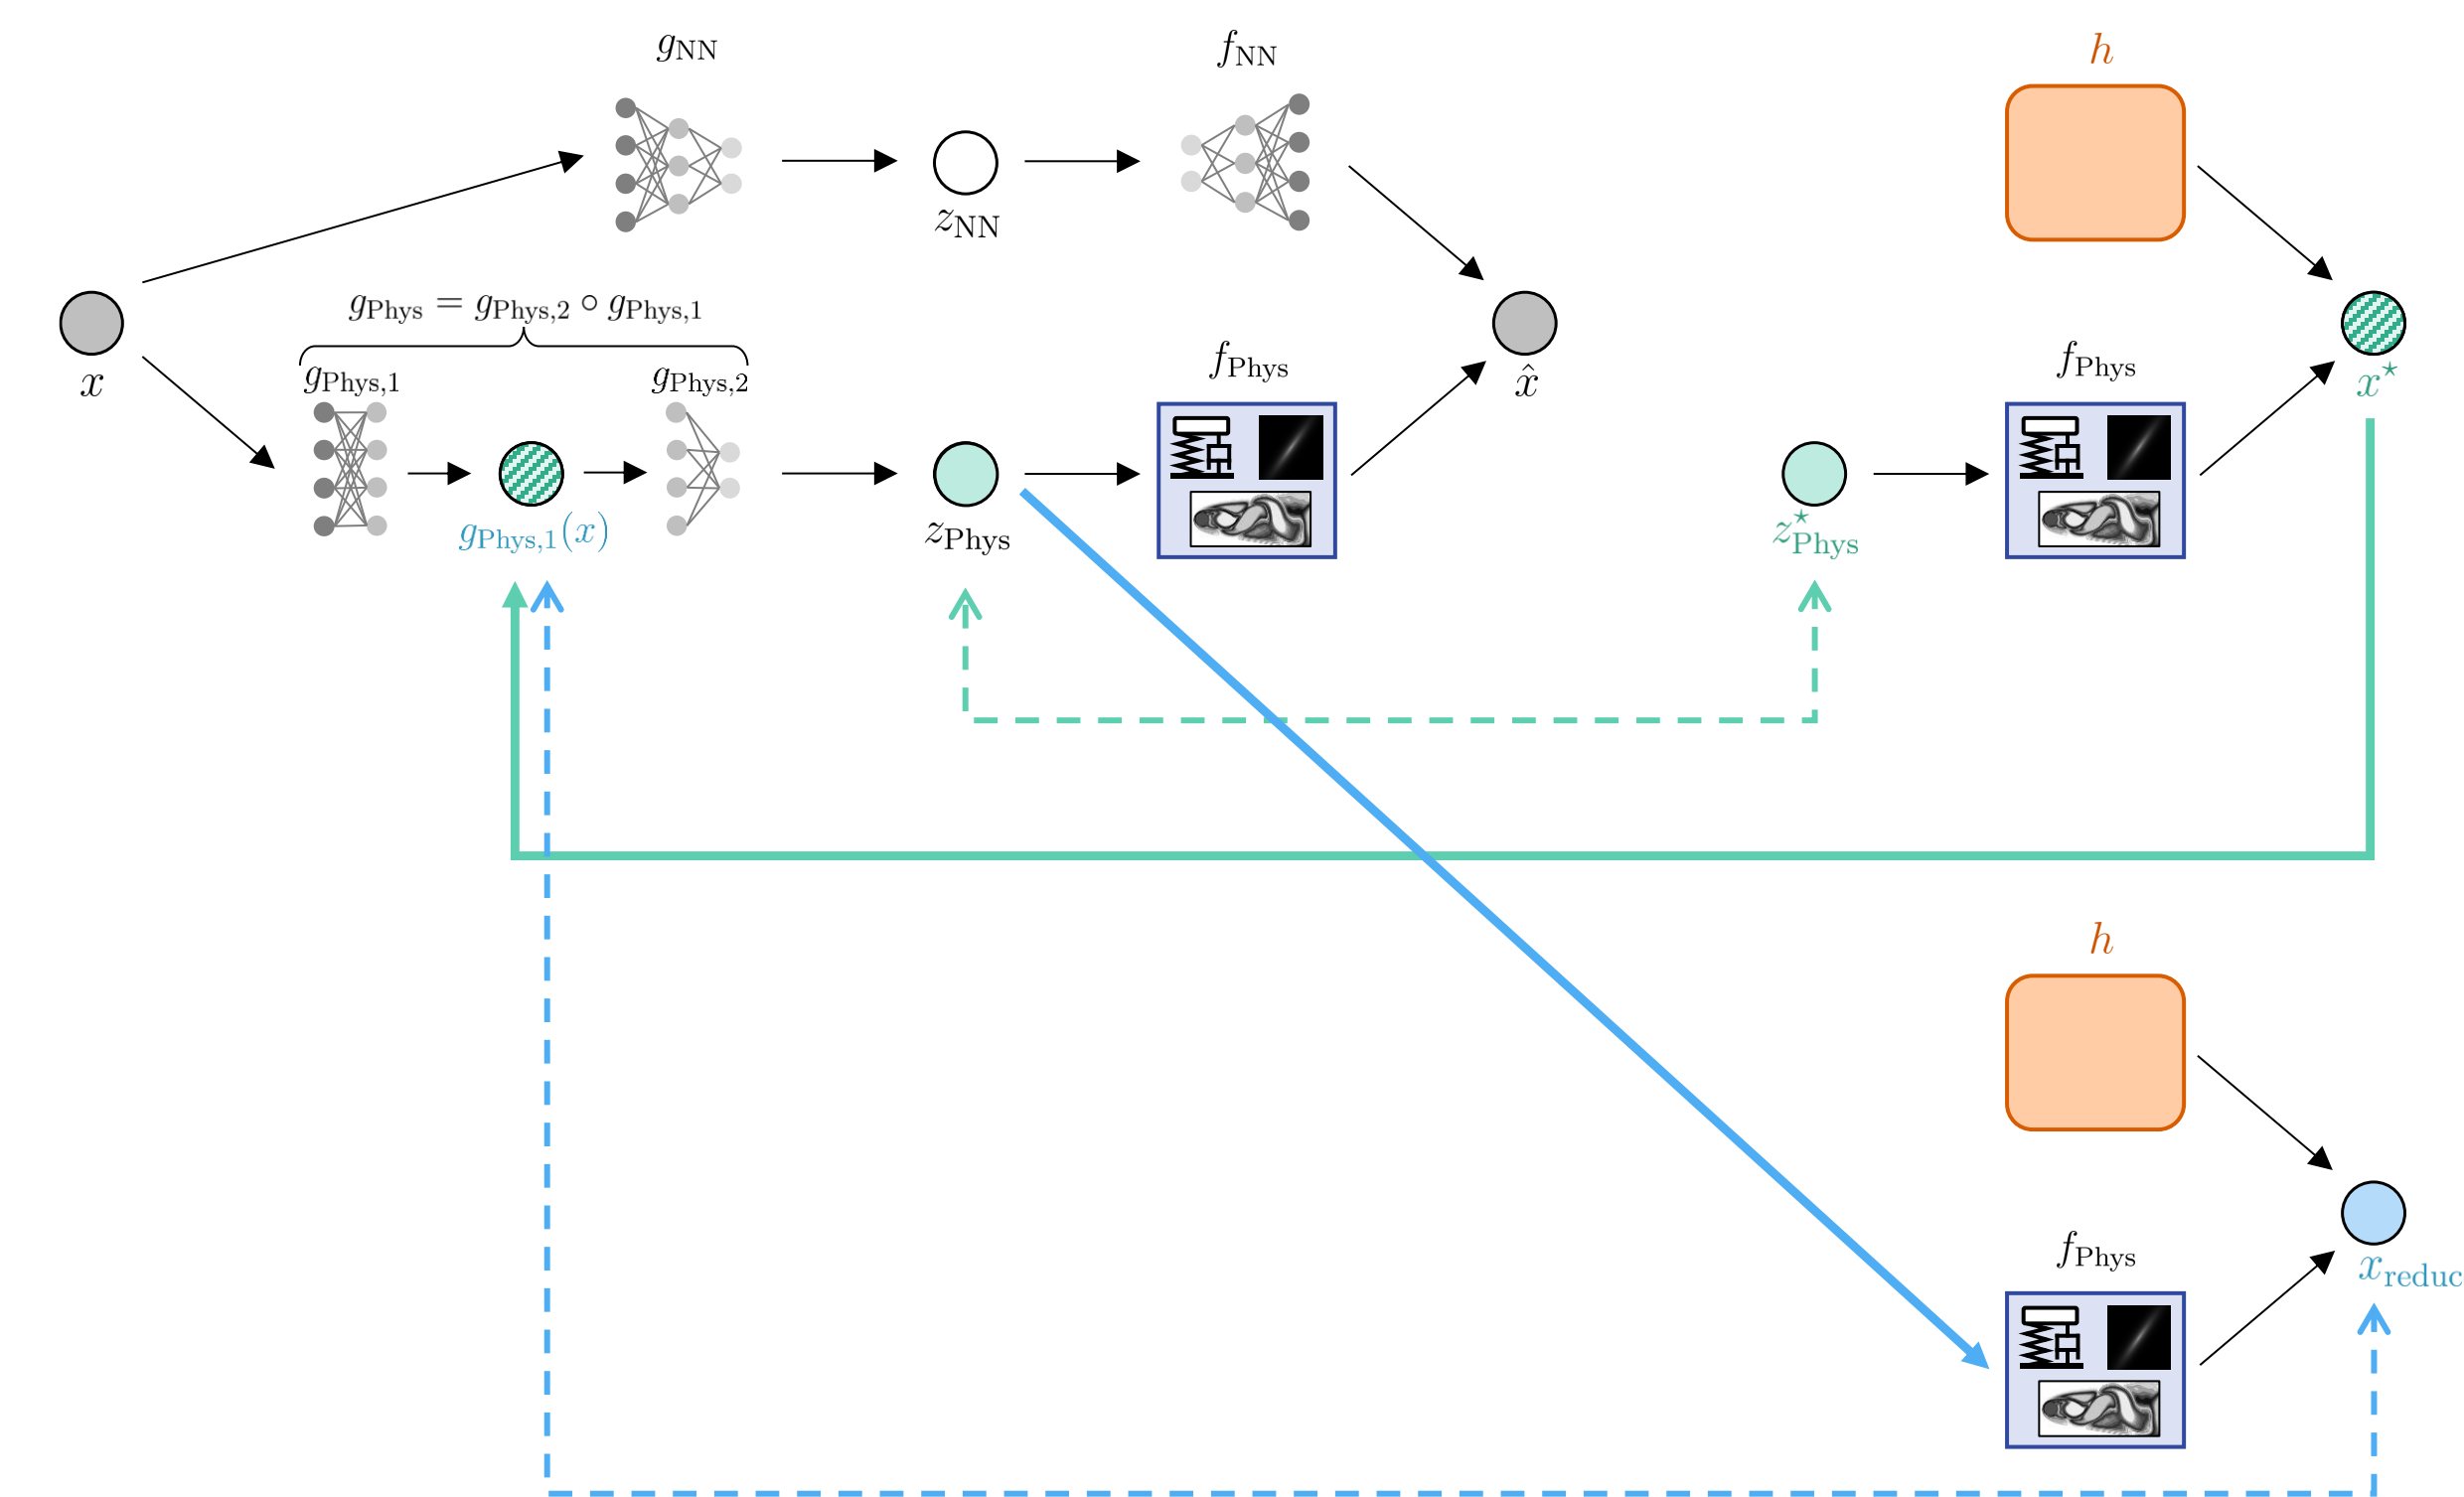 g_NN
f_NN
h
z_NN
x
g_Phys = g_Phys,2 ∘ g_Phys,1
g_Phys,1
g_Phys,2
f_Phys
x̂
f_Phys
x^⋆
g_Phys,1(x)
z_Phys
z^⋆_Phys
h
f_Phys
x_reduc